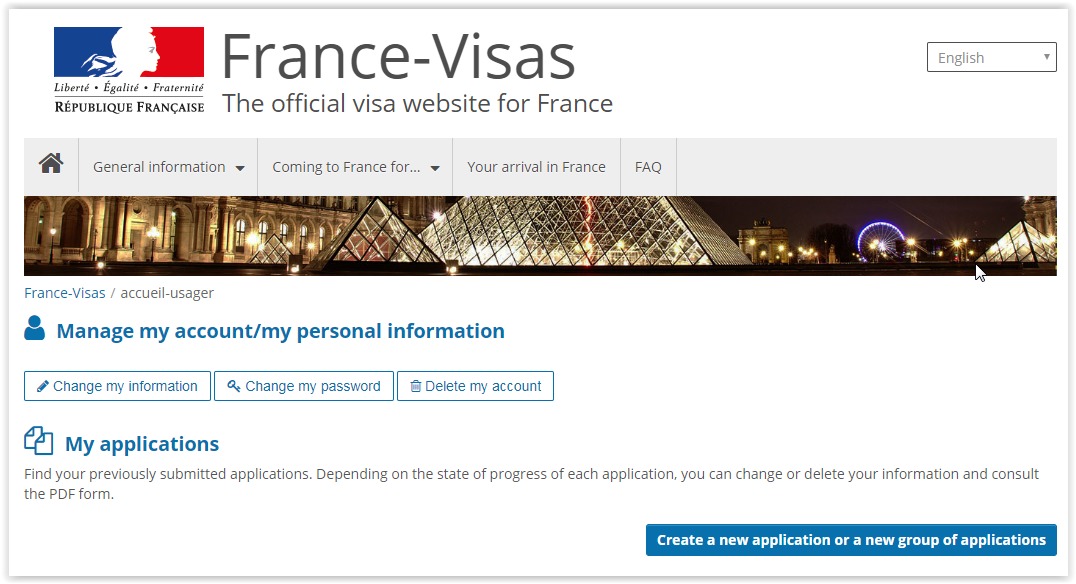 France-Visas
The official visa website for France
Liberté • Égalité • Fraternité
RÉPUBLIQUE FRANÇAISE
English
General information
Coming to France for...
Your arrival in France
FAQ
France-Visas / accueil-usager
Manage my account/my personal information
Change my information
Change my password
Delete my account
My applications
Find your previously submitted applications. Depending on the state of progress of each application, you can change or delete your information and consult
the PDF form.
Create a new application or a new group of applications